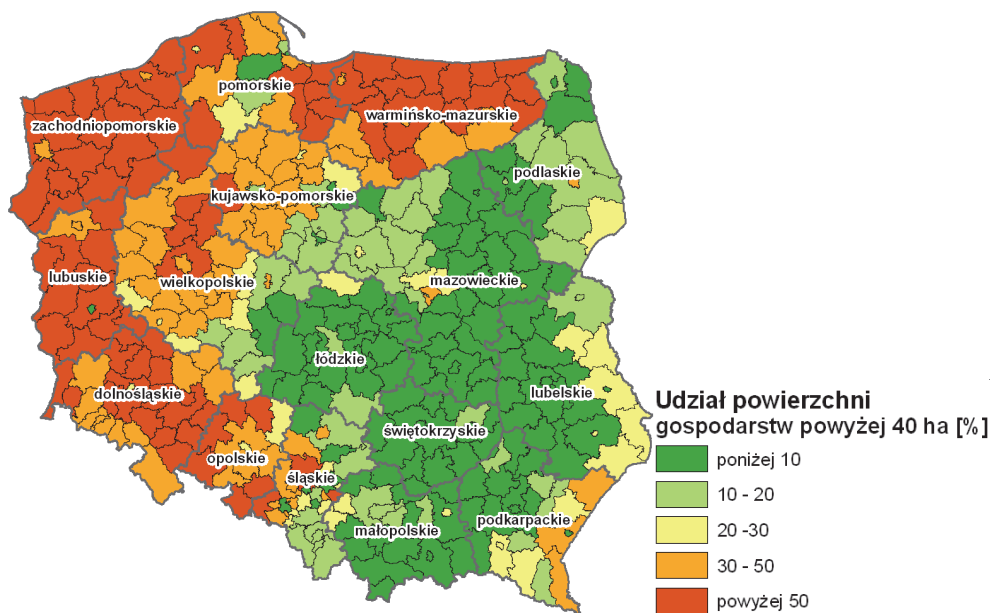 pomorskie
zachodniopomorskie
warmińsko-mazurskie
podlaskie
kujawsko-pomorskie
lubuskie
wielkopolskie
mazowieckie
łódzkie
dolnośląskie
lubelskie
świętokrzyskie
opolskie
śląskie
małopolskie
podkarpackie
Udział powierzchni
gospodarstw powyżej 40 ha [%]
poniżej 10
10 - 20
20 -30
30 - 50
powyżej 50